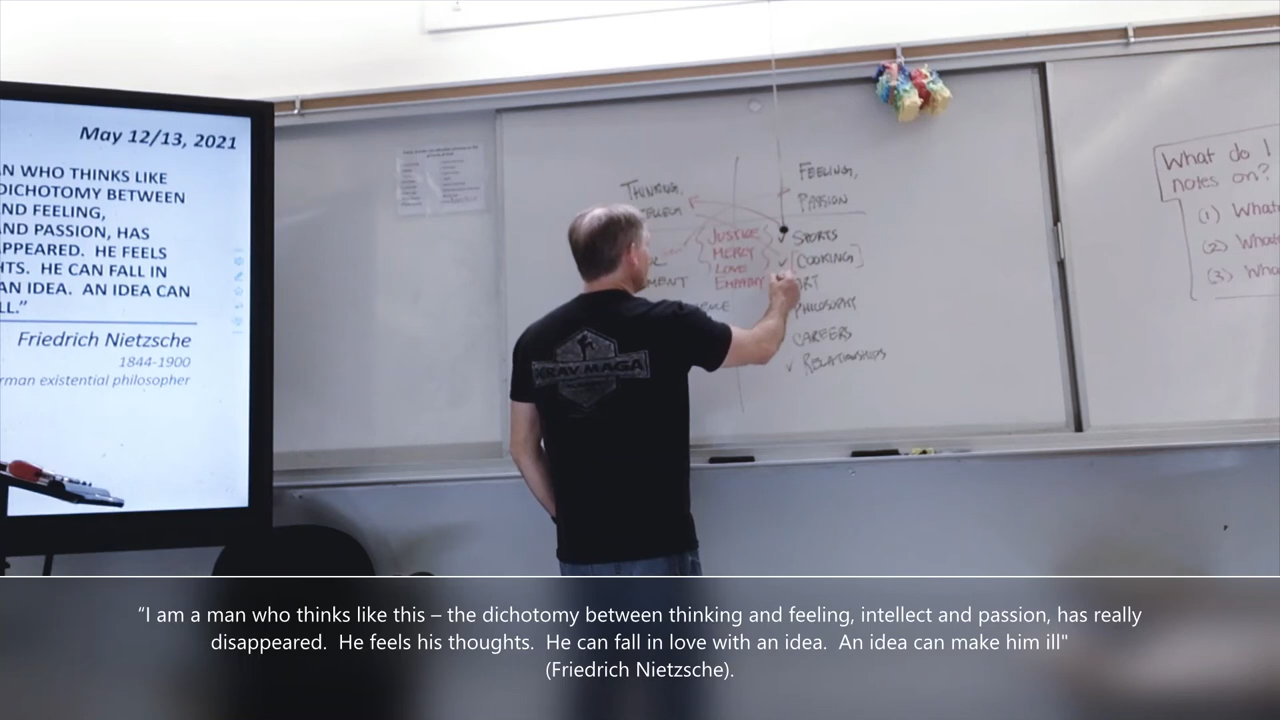 May 12/13, 2021
AN WHO THINKS LIKE
DICHOTOMY BETWEEN
ND FEELING,
AND PASSION, HAS
APPEARED. HE FEELS
HTS. HE CAN FALL IN
AN IDEA. AN IDEA CAN
LL."
Friedrich Nietzsche
1844-1900
rman existential philosopher
THINKING,
FEELING,
PASSION
JUSTICE
MERCY
LOVE
EMPATHY
MENT
SPORTS
[COOKING]
ART
PHILOSOPHY
CAREERS
RELATIONSHIPS
KRAV MAGA
What do I
notes on?
(1) What
(2) What
(3) Wha
“I am a man who thinks like this – the dichotomy between thinking and feeling, intellect and passion, has really
disappeared. He feels his thoughts. He can fall in love with an idea. An idea can make him ill"
(Friedrich Nietzsche).